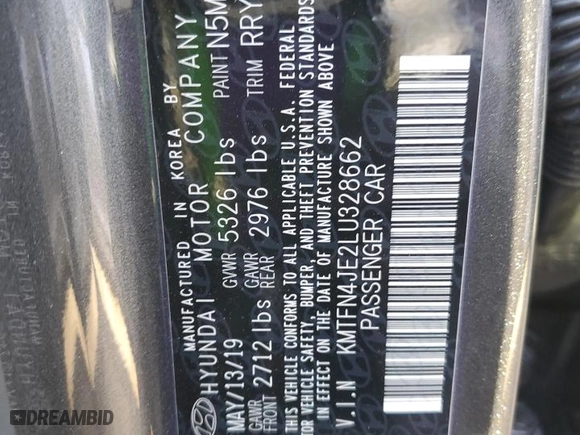 MANUFACTURED IN KOREA BY
HYUNDAI MOTOR COMPANY
MAY/13/19 GVWR 5326 lbs PAINT N5M
GAWR FRONT 2712 lbs GAWR REAR 2976 lbs TRIM RRY
THIS VEHICLE CONFORMS TO ALL APPLICABLE U.S.A. FEDERAL
MOTOR VEHICLE SAFETY, BUMPER, AND THEFT PREVENTION STANDARDS
IN EFFECT ON THE DATE OF MANUFACTURE SHOWN ABOVE
V.I.N KMTFN4JE2LU328662
PASSENGER CAR
DREAMBID